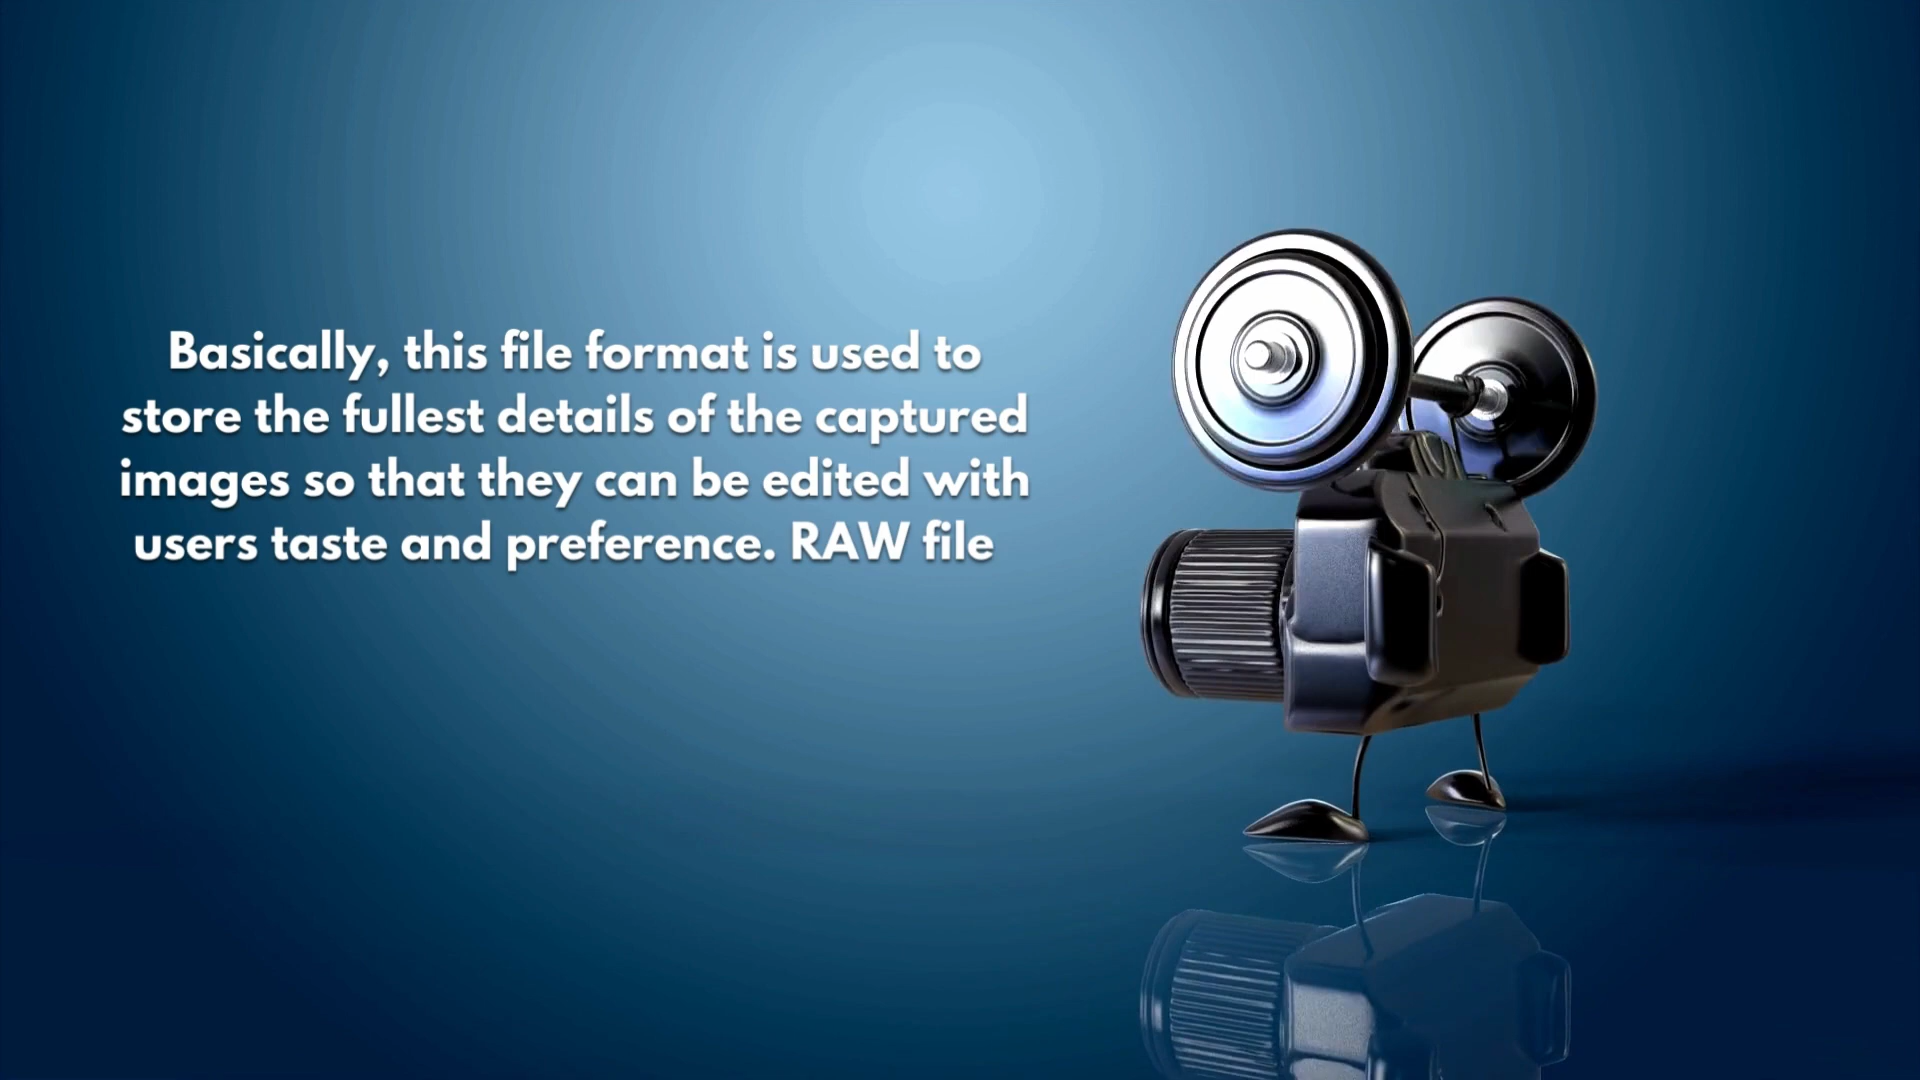 Basically, this file format is used to
store the fullest details of the captured
images so that they can be edited with
users taste and preference. RAW file